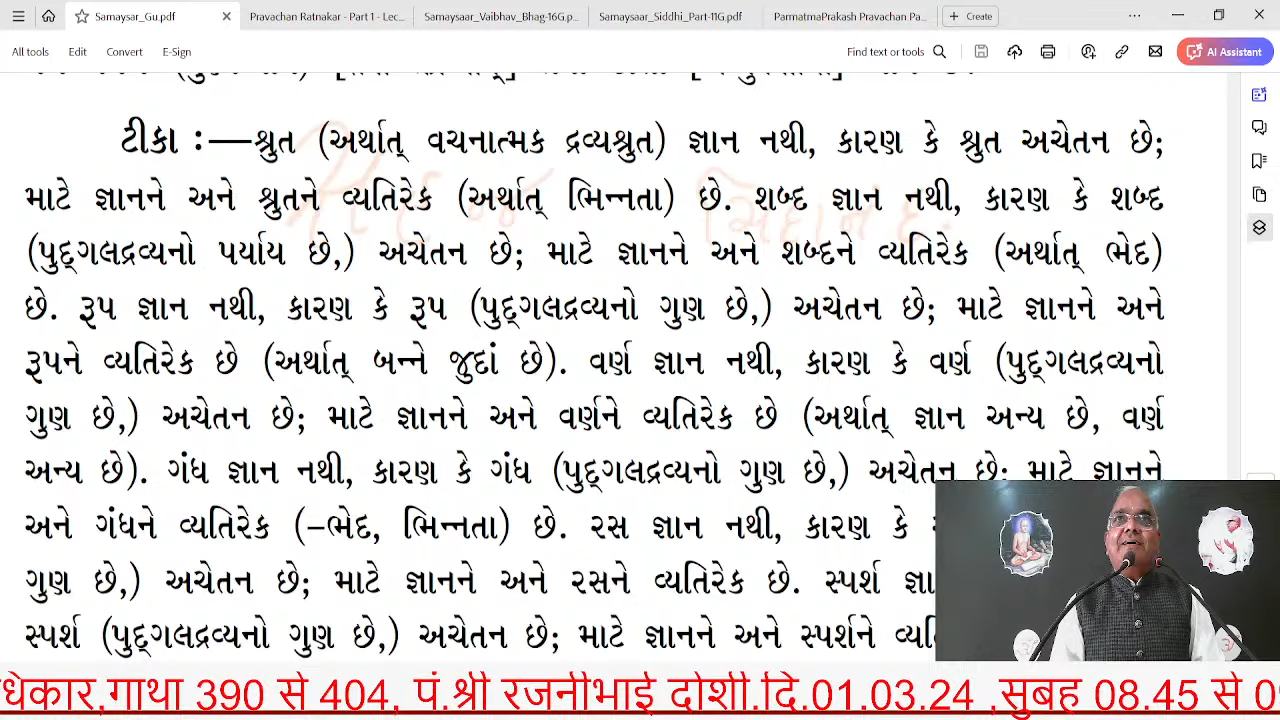 Samaysar_Gu.pdf
Pravachan Ratnakar - Part 1 - Lec...
Samaysaar_Vaibhav_Bhag-16G.p...
Samaysaar_Siddhi_Part-11G.pdf
ParmatmaPrakash Pravachan Pa...
Create
All tools Edit Convert E-Sign
Find text or tools
AI Assistant
ટીકા :—શ્રુત (અર્થાત્ વચનાત્મક દ્રવ્યશ્રુત) જ્ઞાન નથી, કારણ કે શ્રુત અચેતન છે;
માટે જ્ઞાનને અને શ્રુતને વ્યતિરેક (અર્થાત્ ભિન્નતા) છે. શબ્દ જ્ઞાન નથી, કારણ કે શબ્દ
(પુદ્ગલદ્રવ્યનો પર્યાય છે,) અચેતન છે; માટે જ્ઞાનને અને શબ્દને વ્યતિરેક (અર્થાત્ ભેદ)
છે. રૂપ જ્ઞાન નથી, કારણ કે રૂપ (પુદ્ગલદ્રવ્યનો ગુણ છે,) અચેતન છે; માટે જ્ઞાનને અને
રૂપને વ્યતિરેક છે (અર્થાત્ બન્ને જુદાં છે). વર્ણ જ્ઞાન નથી, કારણ કે વર્ણ (પુદ્ગલદ્રવ્યનો
ગુણ છે,) અચેતન છે; માટે જ્ઞાનને અને વર્ણને વ્યતિરેક છે (અર્થાત્ જ્ઞાન અન્ય છે, વર્ણ
અન્ય છે). ગંધ જ્ઞાન નથી, કારણ કે ગંધ (પુદ્ગલદ્રવ્યનો ગુણ છે,) અચેતન છે; માટે જ્ઞાનને
અને ગંધને વ્યતિરેક (–ભેદ, ભિન્નતા) છે. રસ જ્ઞાન નથી, કારણ કે
ગુણ છે,) અચેતન છે; માટે જ્ઞાનને અને રસને વ્યતિરેક છે. સ્પર્શ
સ્પર્શ (પુદ્ગલદ્રવ્યનો ગુણ છે,) અચેતન છે; માટે જ્ઞાનને અને સ્પર્શને
ધિકાર,ગાથા 390 સે 404, પં.શ્રી રજનીભાઈ દોશી.દિ.01.03.24 ,સુબહ 08.45 સે